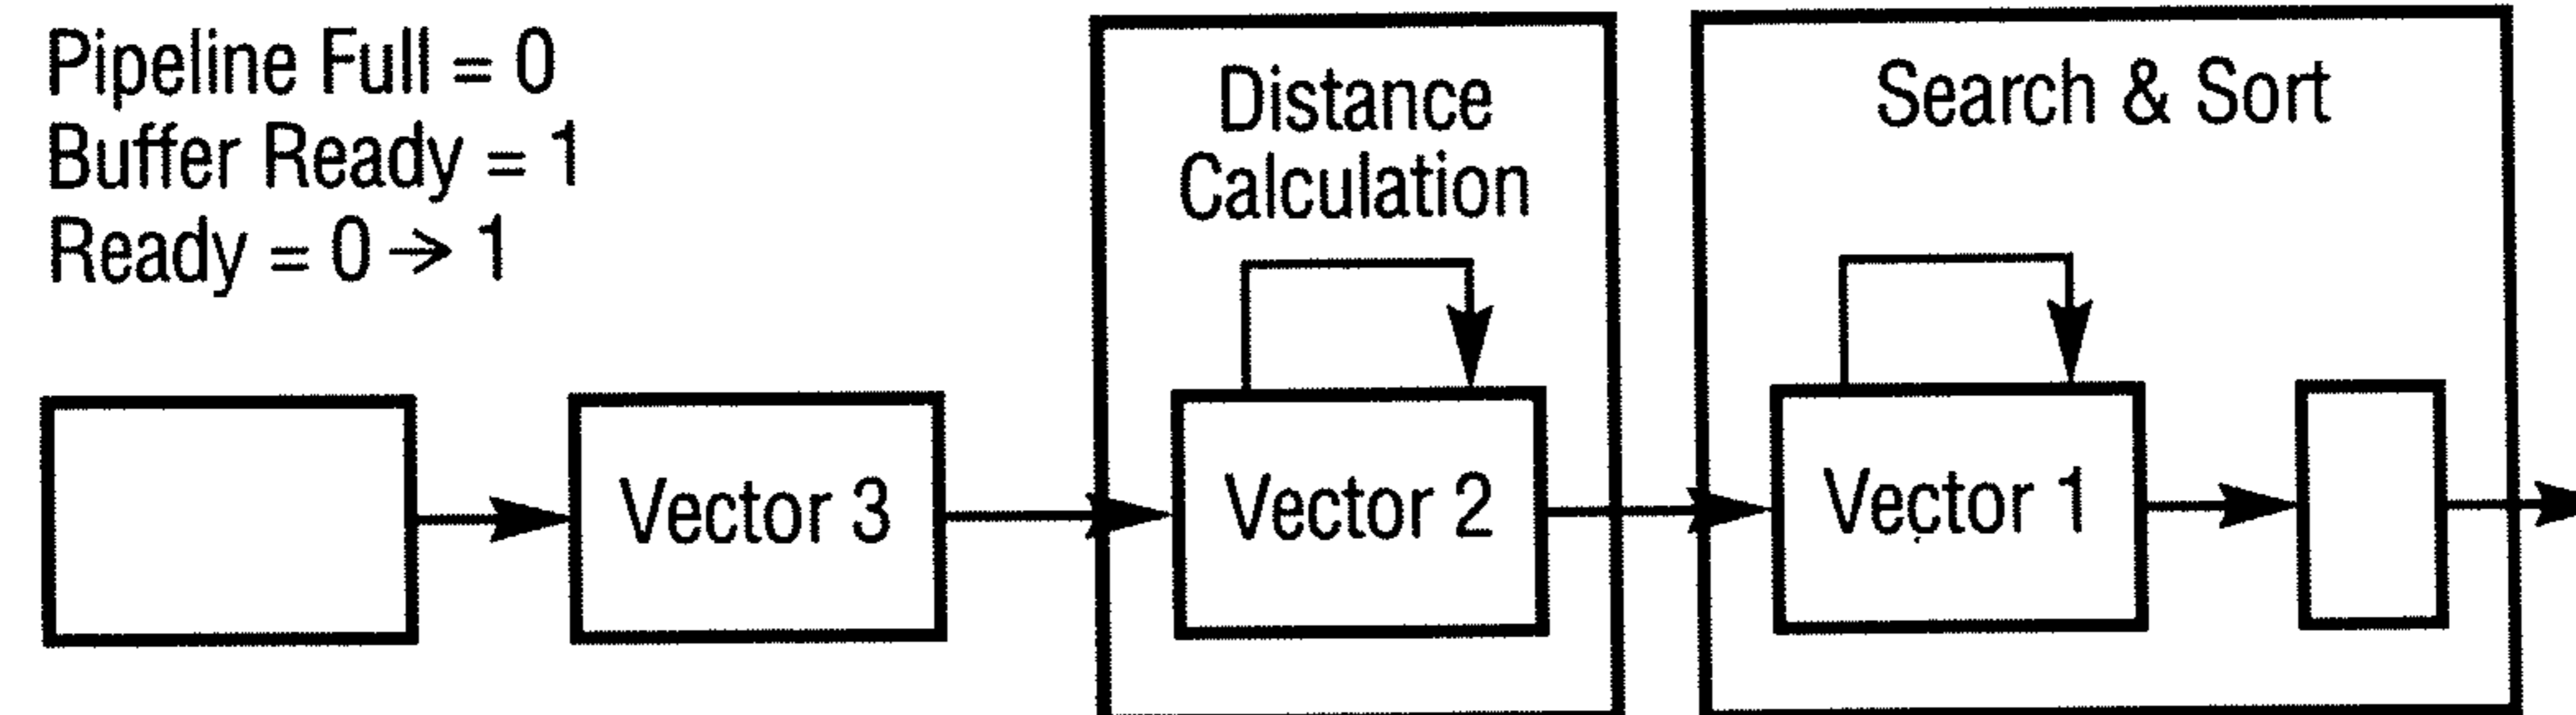 Pipeline Full = 0
Buffer Ready = 1
Ready = 0 → 1
Distance
Calculation
Search & Sort
Vector 3
Vector 2
Vector 1